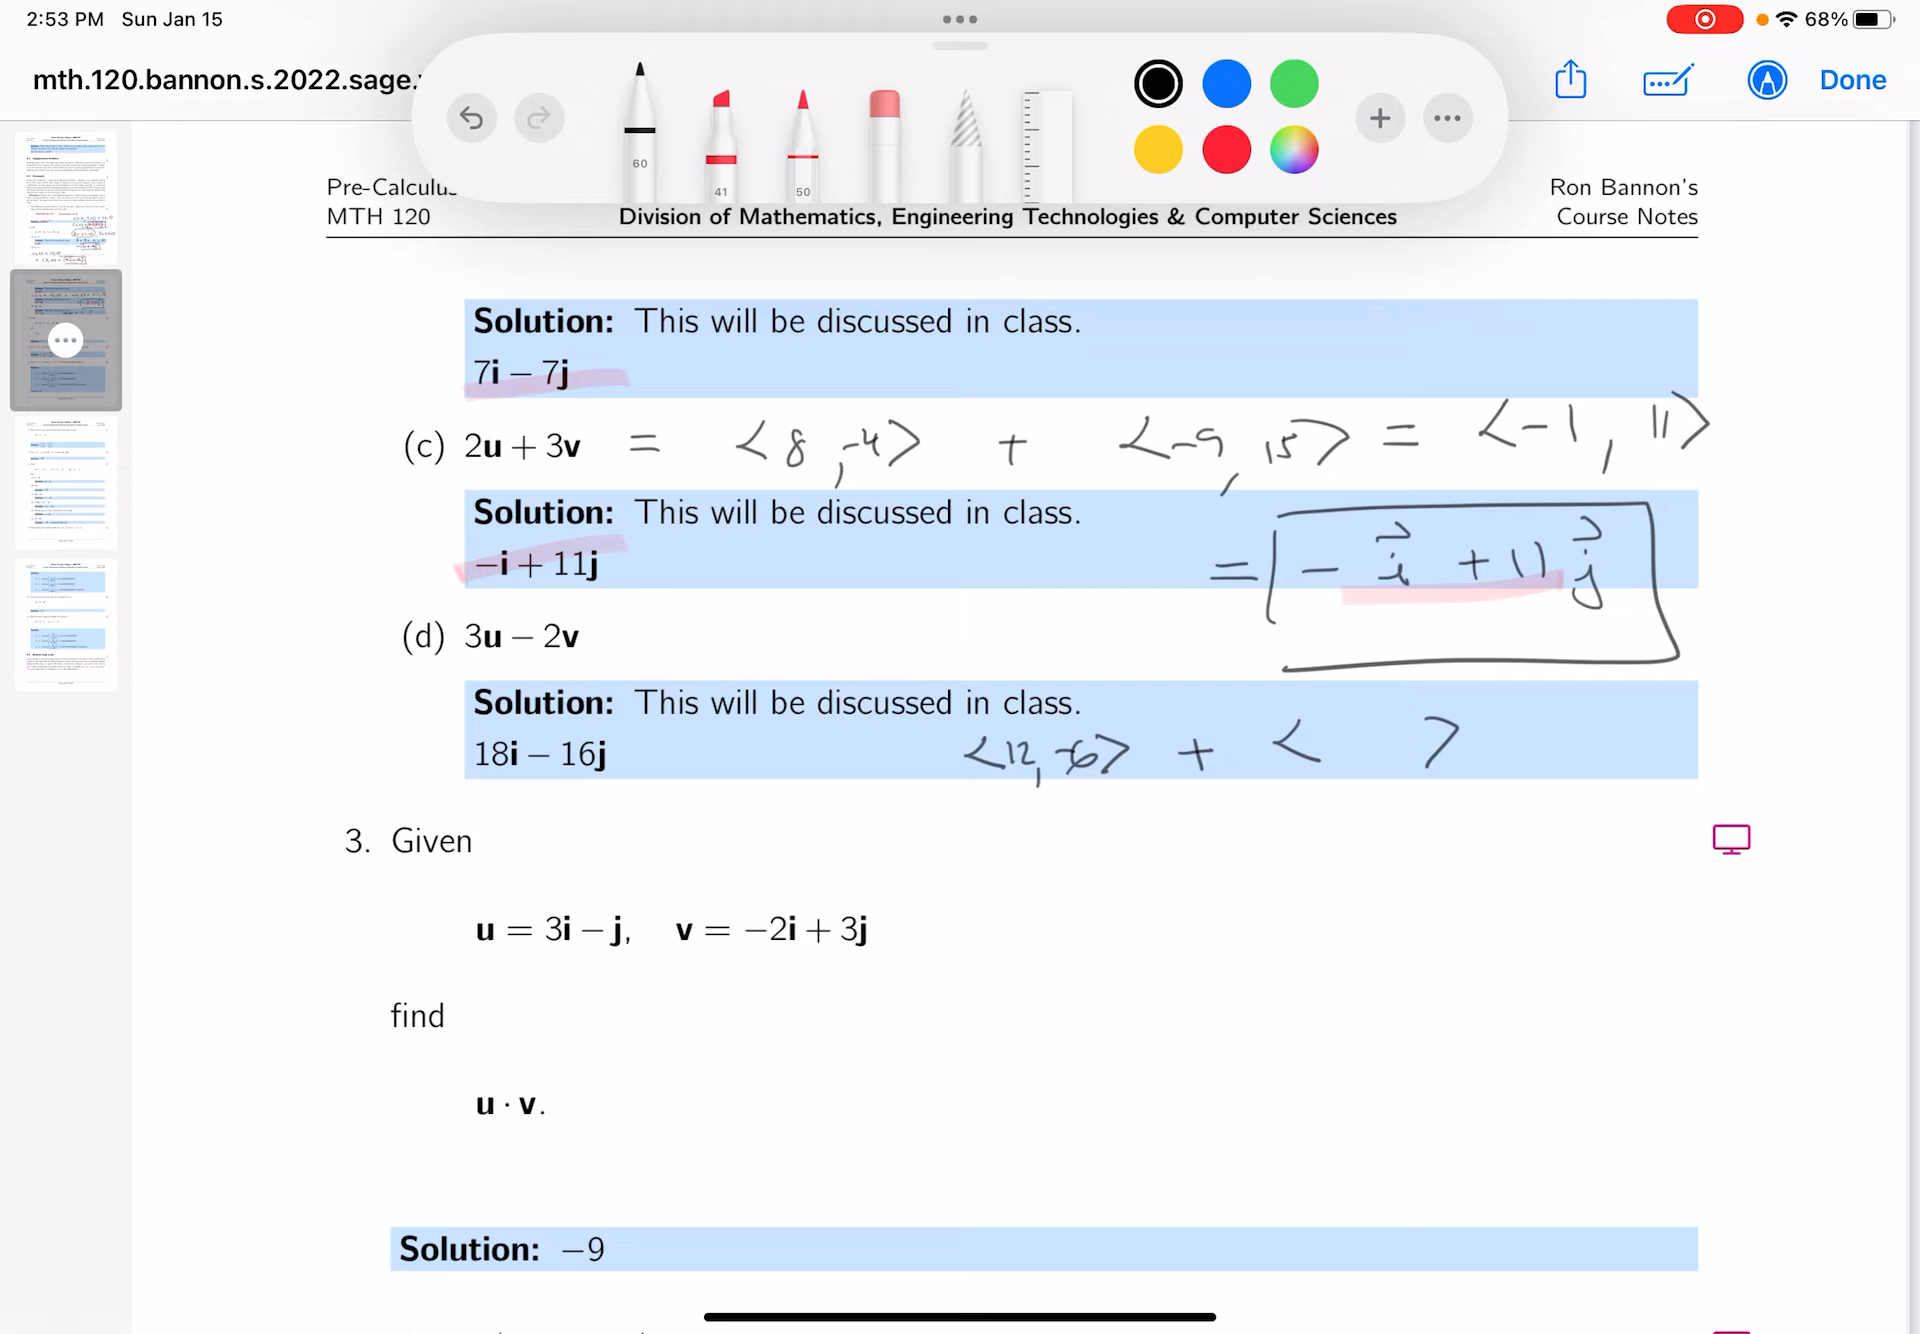 2:53 PM Sun Jan 15
68%
mth.120.bannon.s.2022.sage.
Done
60
41
50
Pre-Calculus
MTH 120
Division of Mathematics, Engineering Technologies & Computer Sciences
Ron Bannon's
Course Notes
Solution: This will be discussed in class.
7i − 7j
(c) 2u + 3v = <8, -4> + <-9, 15> = <-1, 11>
Solution: This will be discussed in class.
−i + 11j
= - i + 11 j
(d) 3u − 2v
Solution: This will be discussed in class.
18i − 16j
<12, -6> + < >
3. Given
u = 3i − j, v = −2i + 3j
find
u · v.
Solution: −9